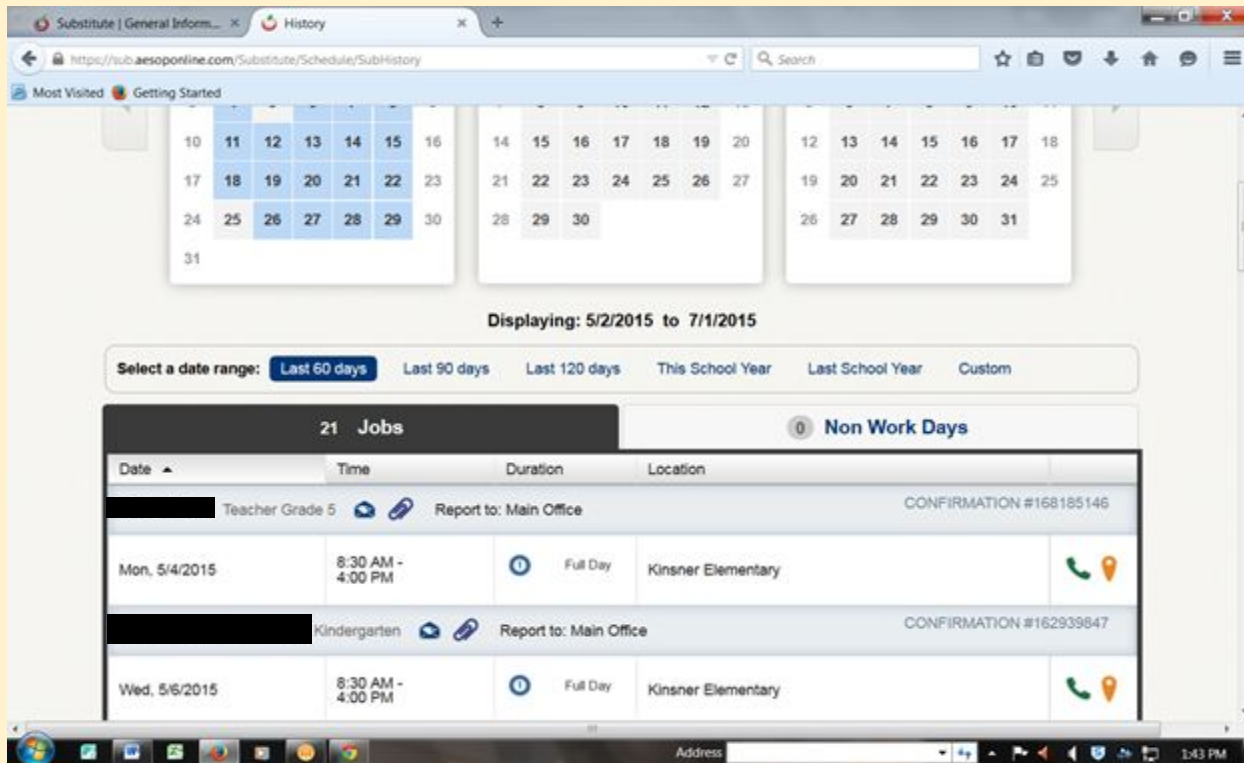 Substitute | General Inform... × History × +
https://sub.aesoponline.com/Substitute/Schedule/SubHistory Search
Most Visited Getting Started
10 11 12 13 14 15 16 14 15 16 17 18 19 20 12 13 14 15 16 17 18
17 18 19 20 21 22 23 21 22 23 24 25 26 27 19 20 21 22 23 24 25
24 25 26 27 28 29 30 28 29 30 26 27 28 29 30 31
31
Displaying: 5/2/2015 to 7/1/2015
Select a date range: Last 60 days Last 90 days Last 120 days This School Year Last School Year Custom
21 Jobs 0 Non Work Days
Date Time Duration Location
Teacher Grade 5 Report to: Main Office CONFIRMATION #168185146
Mon, 5/4/2015 8:30 AM - 4:00 PM Full Day Kinsner Elementary
Kindergarten Report to: Main Office CONFIRMATION #162939847
Wed, 5/6/2015 8:30 AM - 4:00 PM Full Day Kinsner Elementary
Address 1:43 PM